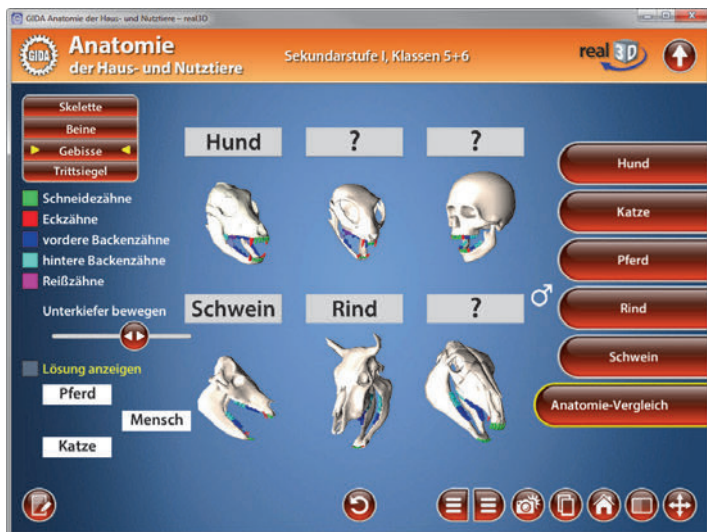 GIDA Anatomie der Haus- und Nutztiere – real3D
GIDA
Anatomie
der Haus- und Nutztiere
Sekundarstufe I, Klassen 5+6
real 3D
Skelette
Beine
Gebisse
Trittsiegel
Schneidezähne
Eckzähne
vordere Backenzähne
hintere Backenzähne
Reißzähne
Unterkiefer bewegen
Lösung anzeigen
Pferd
Mensch
Katze
Hund
?
?
Schwein
Rind
?
Hund
Katze
Pferd
Rind
Schwein
Anatomie-Vergleich